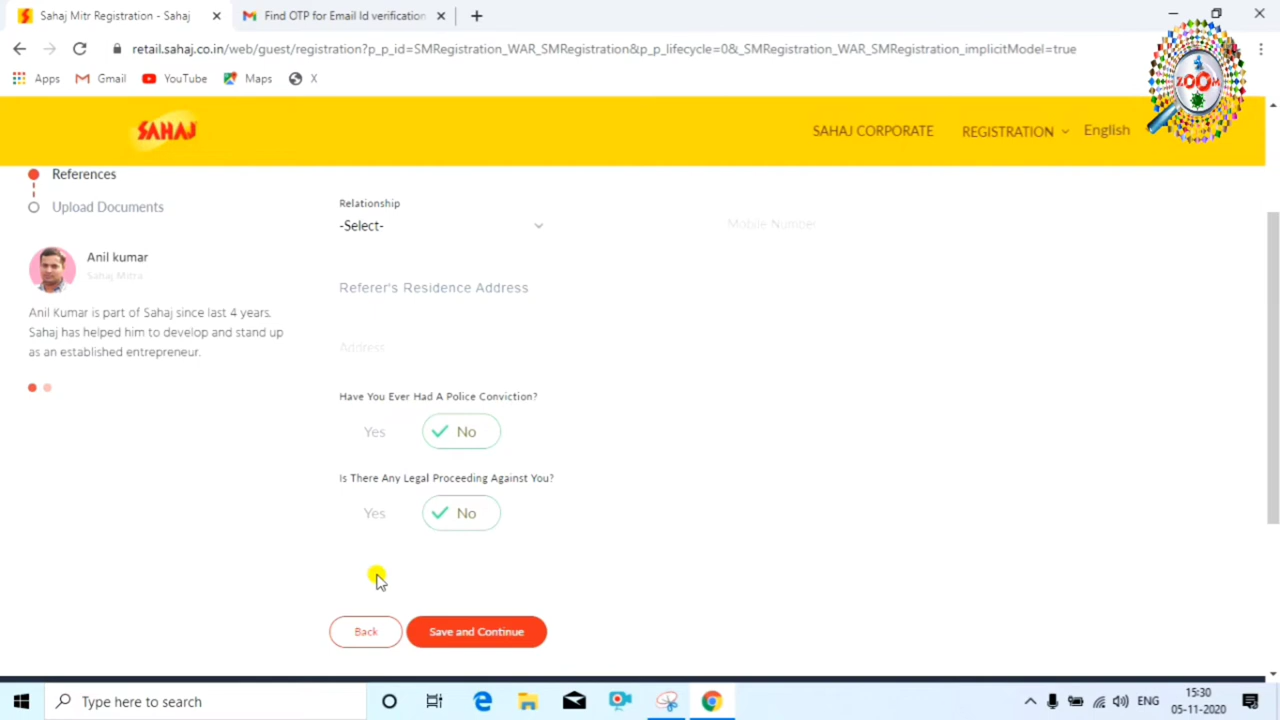 Sahaj Mitr Registration - Sahaj
Find OTP for Email Id verification
retail.sahaj.co.in/web/guest/registration?p_p_id=SMRegistration_WAR_SMRegistration&p_p_lifecycle=0&_SMRegistration_WAR_SMRegistration_implicitModel=true
Apps Gmail YouTube Maps X
ZOOM
SAHAJ
SAHAJ CORPORATE REGISTRATION English
References
Upload Documents
Relationship
-Select-
Mobile Number
Anil kumar
Sahaj Mitra
Anil Kumar is part of Sahaj since last 4 years.
Sahaj has helped him to develop and stand up
as an established entrepreneur.
Referer's Residence Address
Address
Have You Ever Had A Police Conviction?
Yes No
Is There Any Legal Proceeding Against You?
Yes No
Back Save and Continue
Type here to search
ENG
15:30
05-11-2020